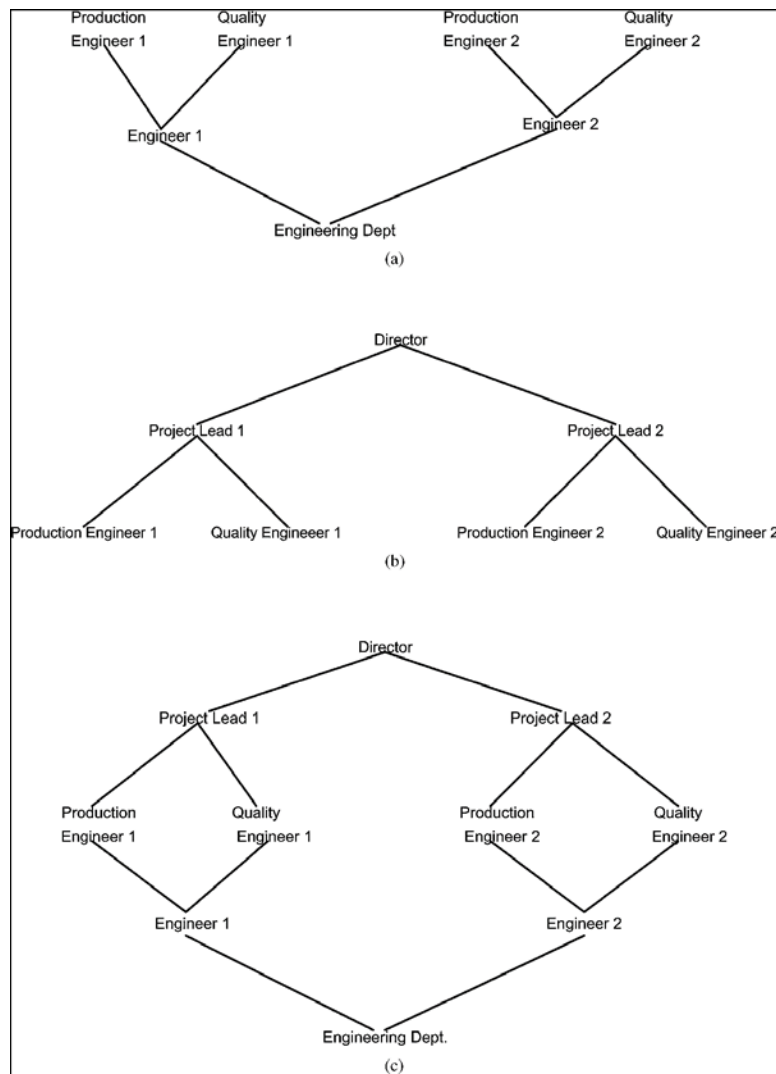 Production Quality Production Quality
Engineer 1 Engineer 1 Engineer 2 Engineer 2
Engineer 1 Engineer 2
Engineering Dept
(a)
Director
Project Lead 1 Project Lead 2
Production Engineer 1 Quality Engineeer 1 Production Engineer 2 Quality Engineer 2
(b)
Director
Project Lead 1 Project Lead 2
Production Quality Production Quality
Engineer 1 Engineer 1 Engineer 2 Engineer 2
Engineer 1 Engineer 2
Engineering Dept.
(c)